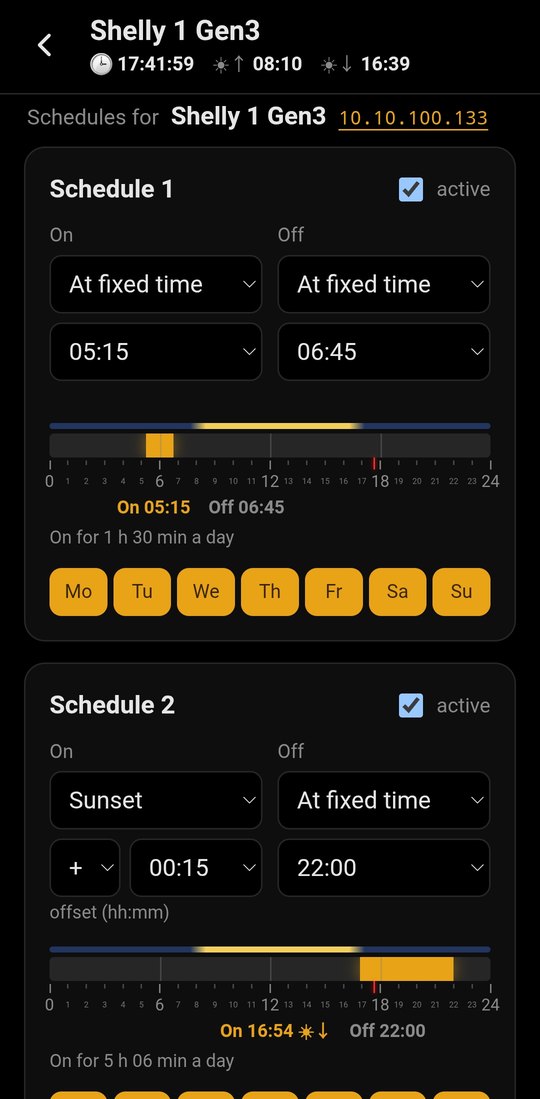 Shelly 1 Gen3
🕒 17:41:59 ☀↑ 08:10 ☀↓ 16:39
Schedules for Shelly 1 Gen3 10.10.100.133
Schedule 1 active
On Off
At fixed time At fixed time
05:15 06:45
0 1 2 3 4 5 6 7 8 9 10 11 12 13 14 15 16 17 18 19 20 21 22 23 24
On 05:15 Off 06:45
On for 1 h 30 min a day
Mo Tu We Th Fr Sa Su
Schedule 2 active
On Off
Sunset At fixed time
+ 00:15 22:00
offset (hh:mm)
0 1 2 3 4 5 6 7 8 9 10 11 12 13 14 15 16 17 18 19 20 21 22 23 24
On 16:54 ☀↓ Off 22:00
On for 5 h 06 min a day